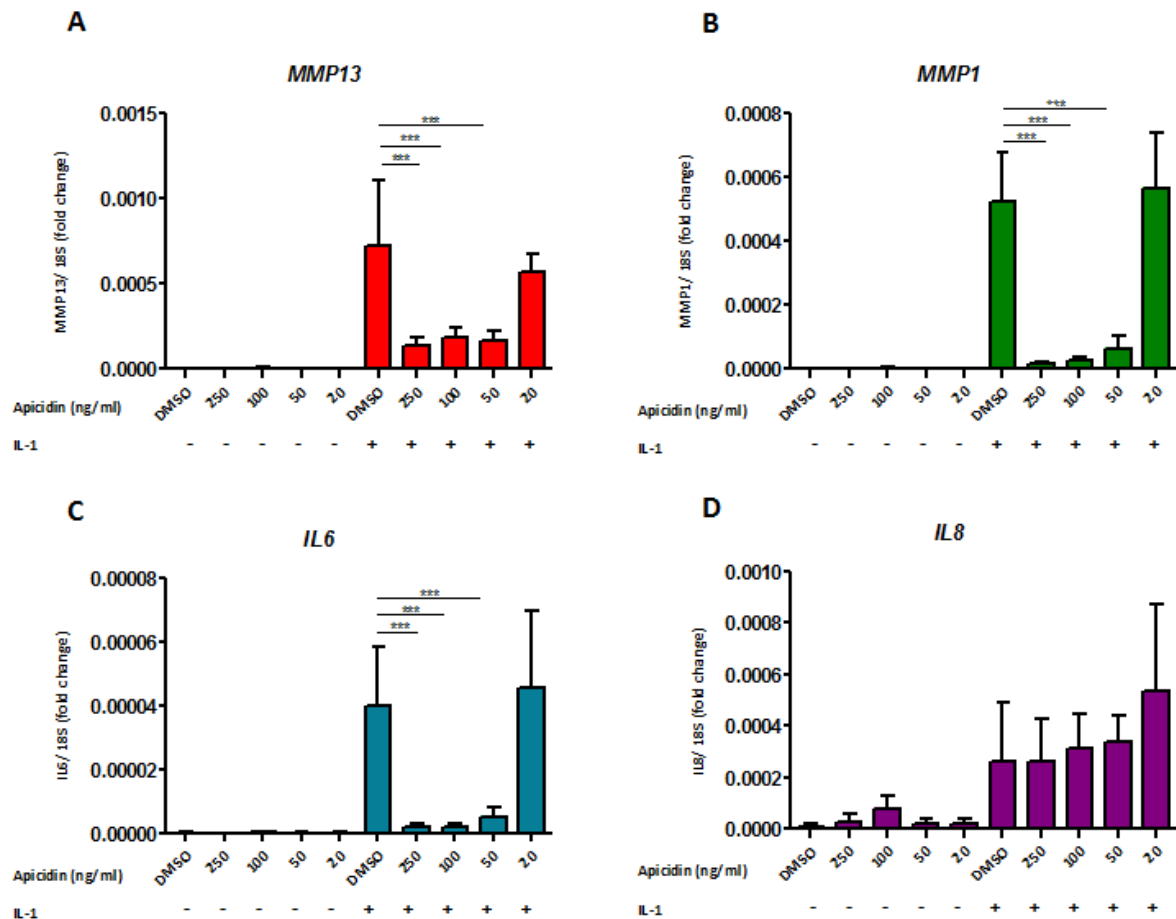 A
MMP13
MMP13/ 18S (fold change)
0.0015
0.0010
0.0005
0.0000
***
***
***
Apicidin (ng/ml)
DMSO 250 100 50 20 DMSO 250 100 50 20
IL-1 - - - - - + + + + +
B
MMP1
MMP1/ 18S (fold change)
0.0008
0.0006
0.0004
0.0002
0.0000
***
***
***
Apicidin (ng/ml)
DMSO 250 100 50 20 DMSO 250 100 50 20
IL-1 - - - - - + + + + +
C
IL6
IL6/ 18S (fold change)
0.00008
0.00006
0.00004
0.00002
0.00000
***
***
***
Apicidin (ng/ml)
DMSO 250 100 50 20 DMSO 250 100 50 20
IL-1 - - - - - + + + + +
D
IL8
IL8/ 18S (fold change)
0.0010
0.0008
0.0006
0.0004
0.0002
0.0000
Apicidin (ng/ml)
DMSO 250 100 50 20 DMSO 250 100 50 20
IL-1 - - - - - + + + + +